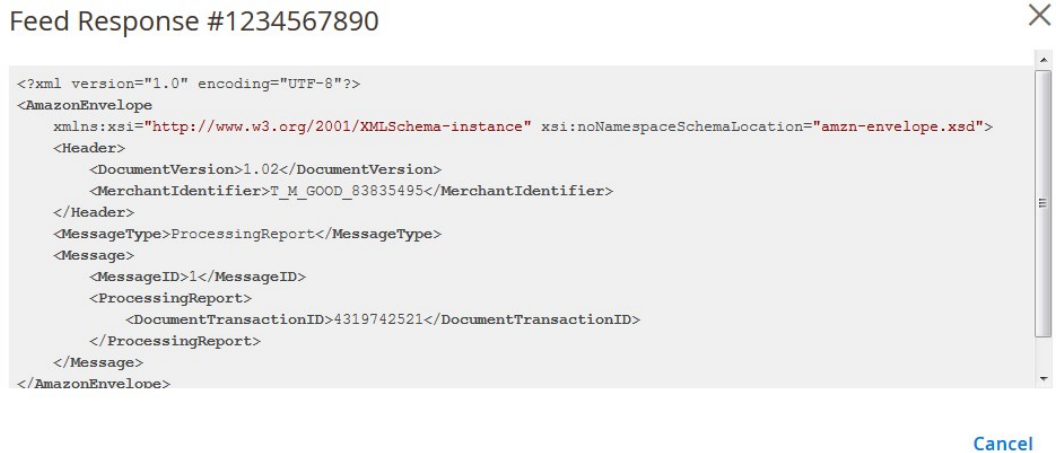 Feed Response #1234567890
<?xml version="1.0" encoding="UTF-8"?>
<AmazonEnvelope
xmlns:xsi="http://www.w3.org/2001/XMLSchema-instance" xsi:noNamespaceSchemaLocation="amzn-envelope.xsd">
<Header>
<DocumentVersion>1.02</DocumentVersion>
<MerchantIdentifier>T_M_GOOD_83835495</MerchantIdentifier>
</Header>
<MessageType>ProcessingReport</MessageType>
<Message>
<MessageID>1</MessageID>
<ProcessingReport>
<DocumentTransactionID>4319742521</DocumentTransactionID>
</ProcessingReport>
</Message>
</AmazonEnvelope>
Cancel